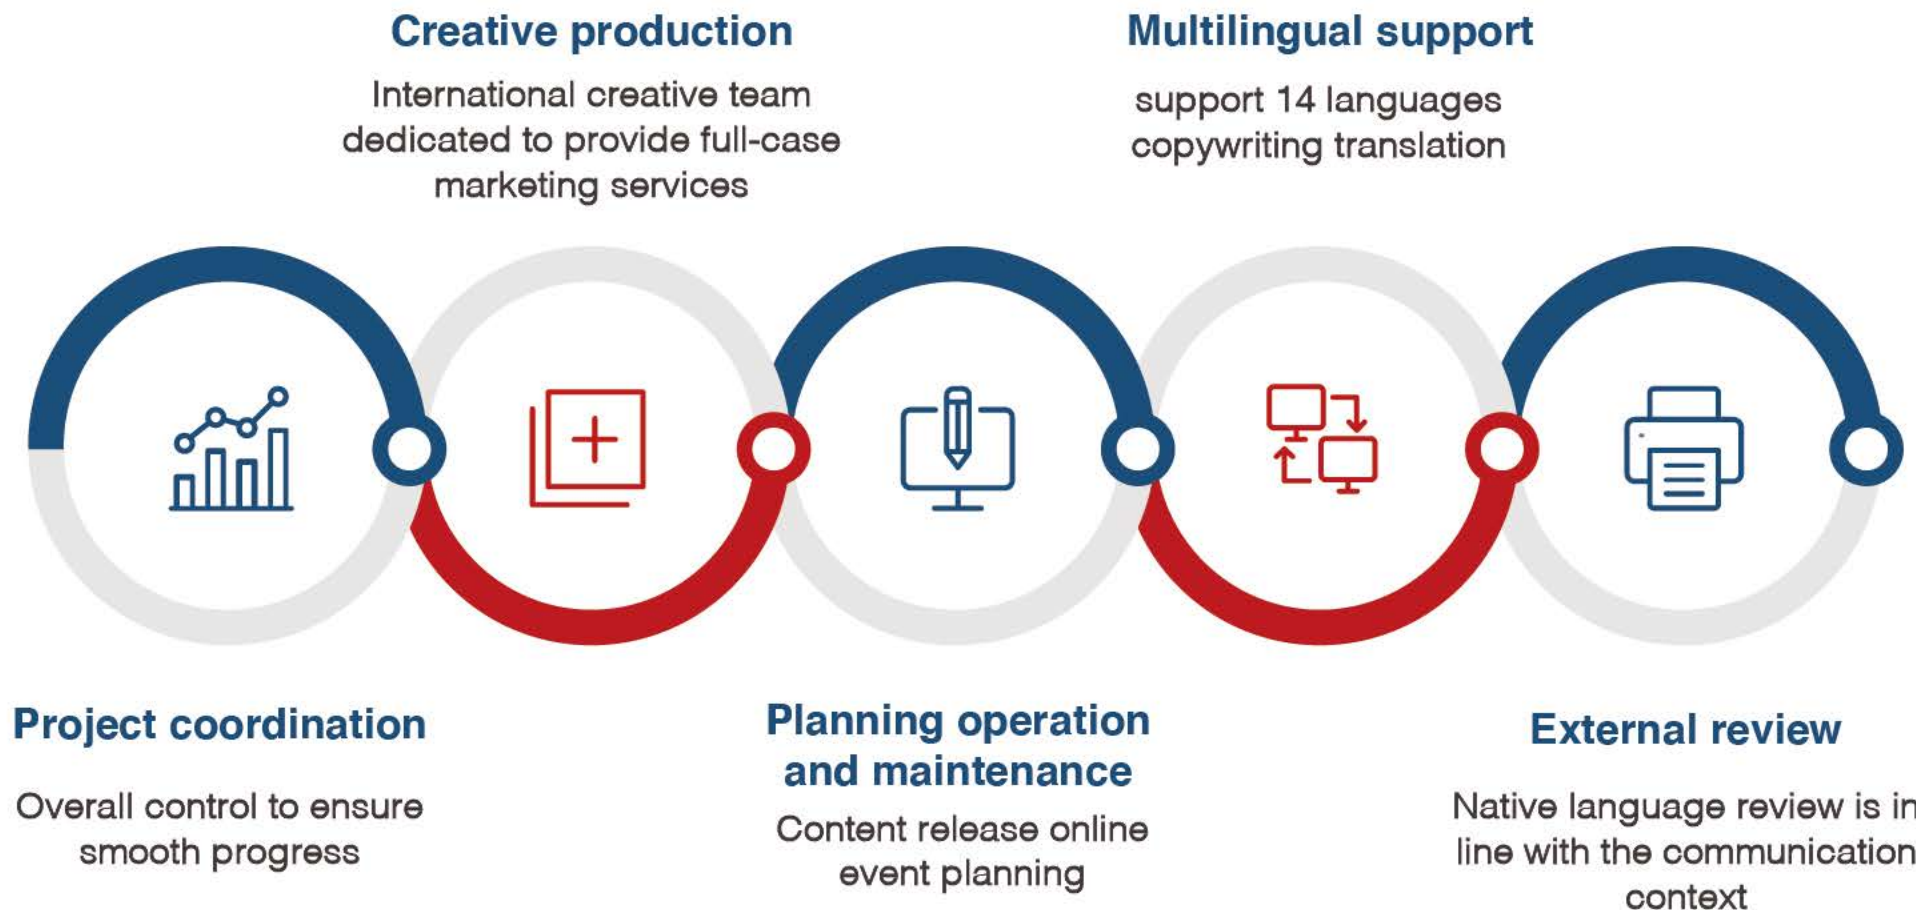 Creative production
International creative team
dedicated to provide full-case
marketing services
Multilingual support
support 14 languages
copywriting translation
Project coordination
Overall control to ensure
smooth progress
Planning operation
and maintenance
Content release online
event planning
External review
Native language review is in
line with the communication
context